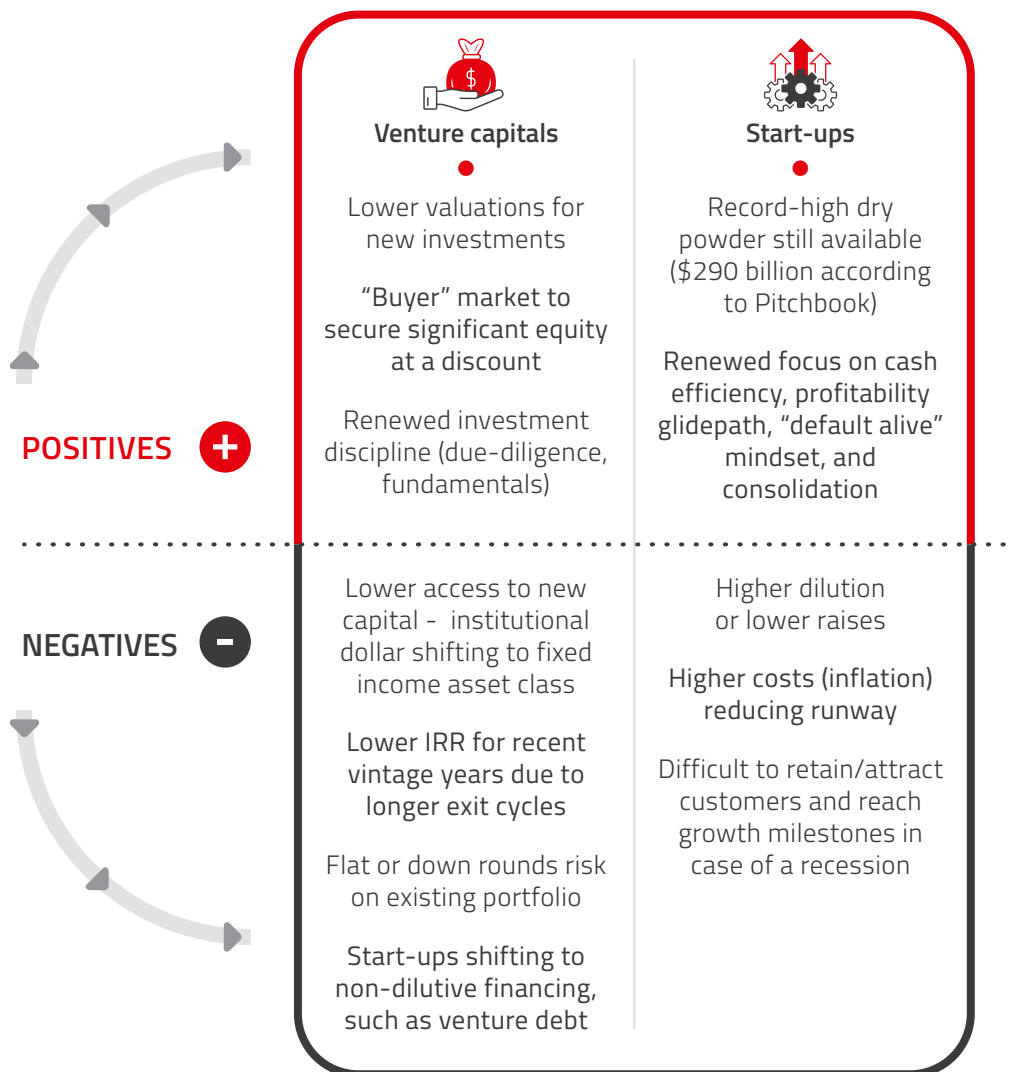 $
Venture capitals
Start-ups
POSITIVES +
Lower valuations for
new investments
“Buyer” market to
secure significant equity
at a discount
Renewed investment
discipline (due-diligence,
fundamentals)
Record-high dry
powder still available
($290 billion according
to Pitchbook)
Renewed focus on cash
efficiency, profitability
glidepath, “default alive”
mindset, and
consolidation
NEGATIVES -
Lower access to new
capital - institutional
dollar shifting to fixed
income asset class
Lower IRR for recent
vintage years due to
longer exit cycles
Flat or down rounds risk
on existing portfolio
Start-ups shifting to
non-dilutive financing,
such as venture debt
Higher dilution
or lower raises
Higher costs (inflation)
reducing runway
Difficult to retain/attract
customers and reach
growth milestones in
case of a recession